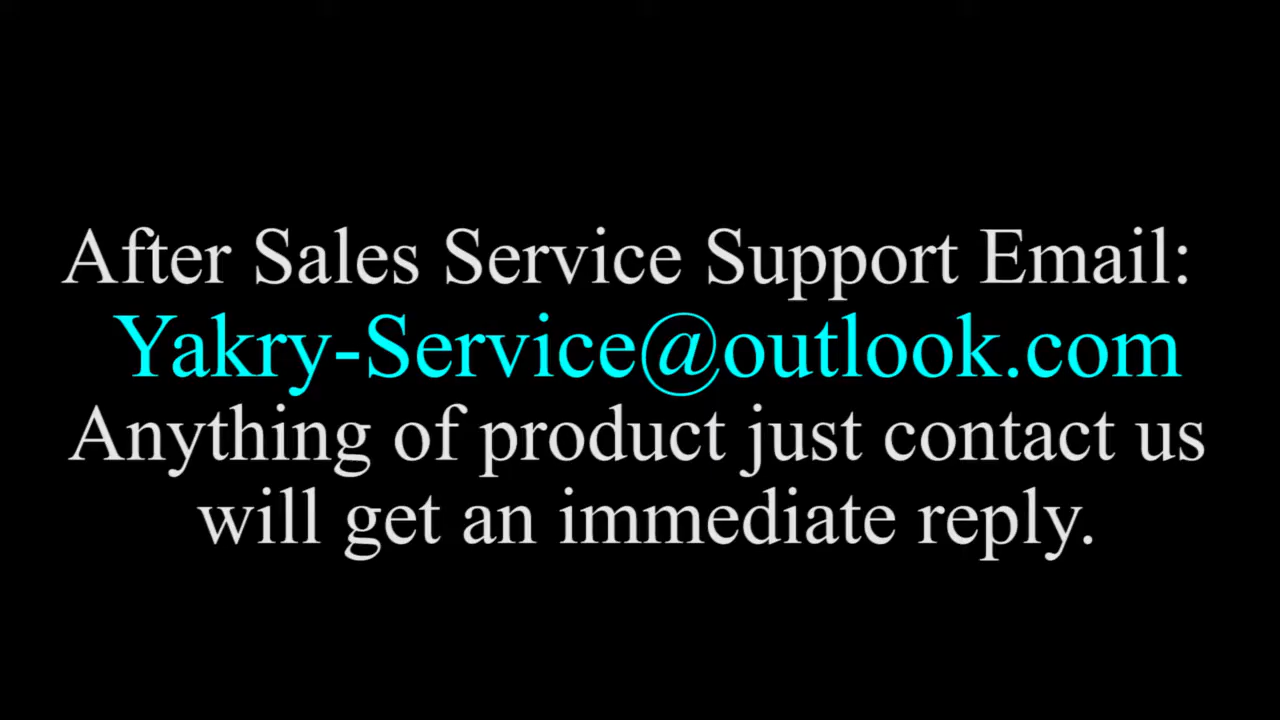 After Sales Service Support Email:
Yakry-Service@outlook.com
Anything of product just contact us
will get an immediate reply.